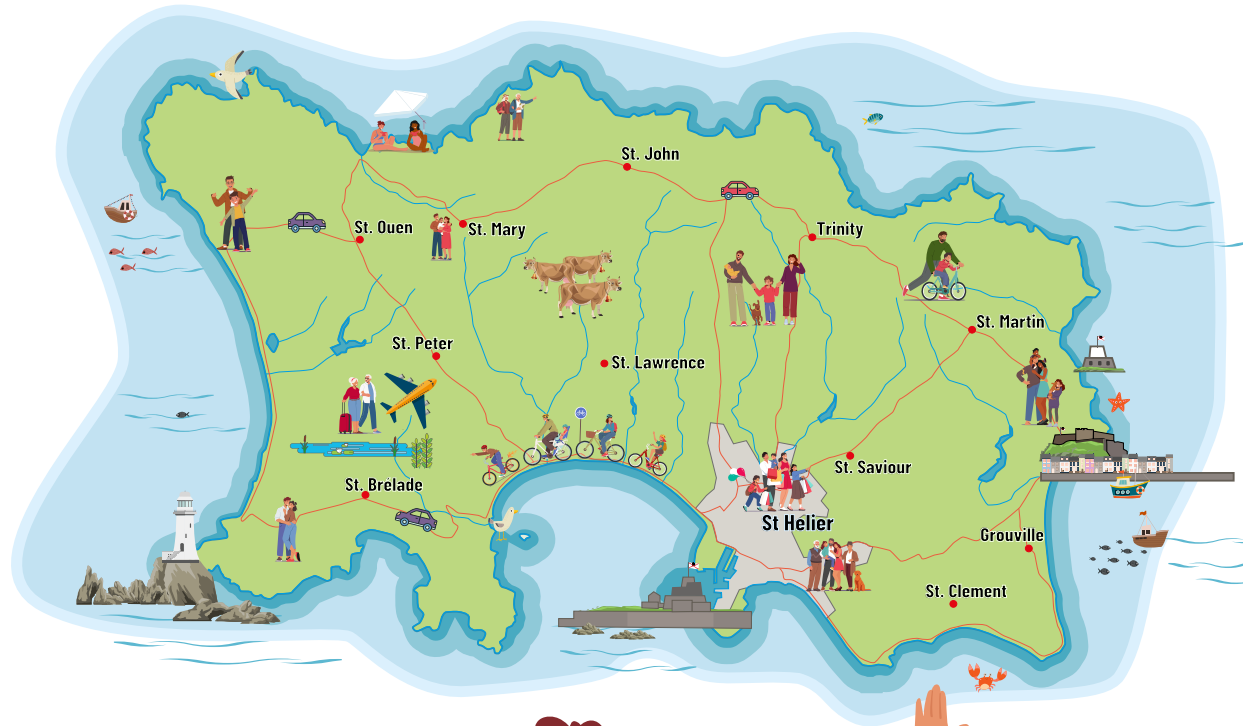 St. John
St. Ouen
St. Mary
Trinity
St. Martin
St. Peter
St. Lawrence
St. Saviour
St. Brelade
St Helier
Grouville
St. Clement